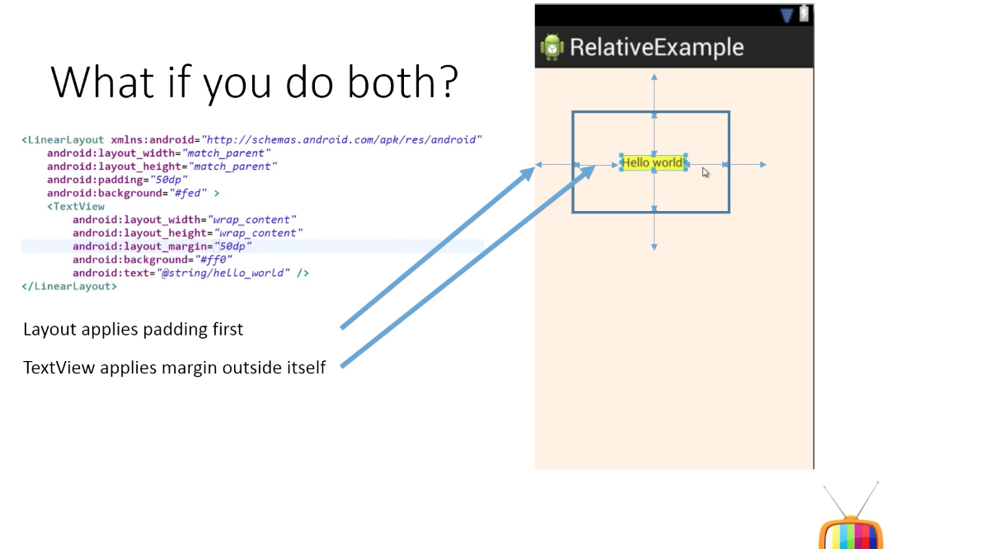 What if you do both?
<LinearLayout xmlns:android="http://schemas.android.com/apk/res/android"
android:layout_width="match_parent"
android:layout_height="match_parent"
android:padding="50dp"
android:background="#fed" >
<TextView
android:layout_width="wrap_content"
android:layout_height="wrap_content"
android:layout_margin="50dp"
android:background="#ff0"
android:text="@string/hello_world" />
</LinearLayout>
Layout applies padding first
TextView applies margin outside itself
RelativeExample
Hello world!